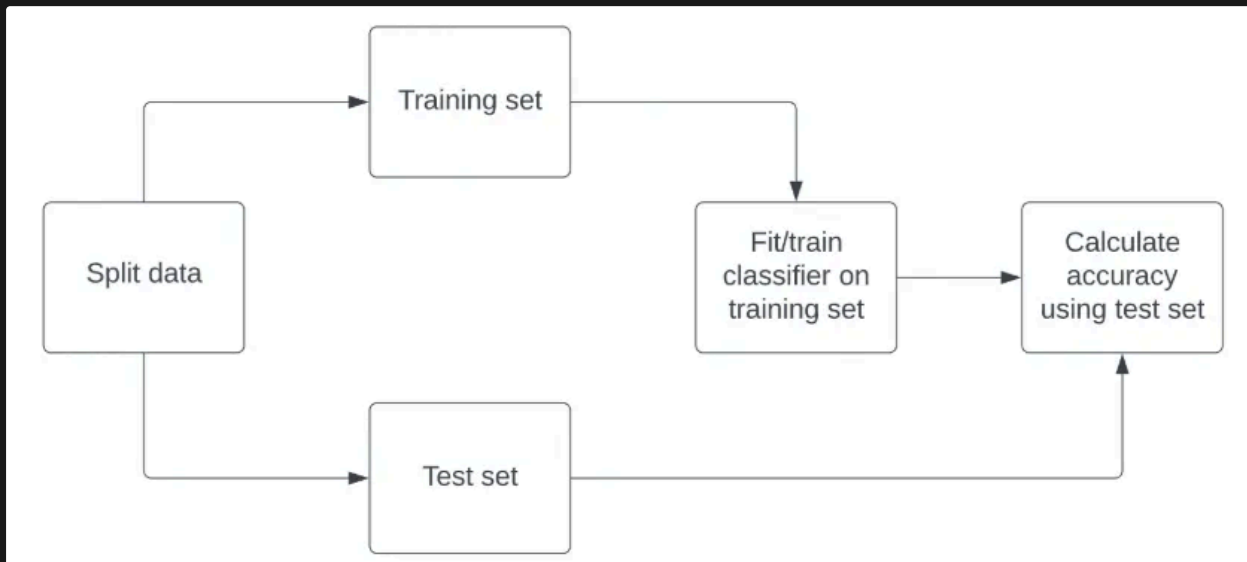 Training set
Split data
Fit/train
classifier on
training set
Calculate
accuracy
using test set
Test set